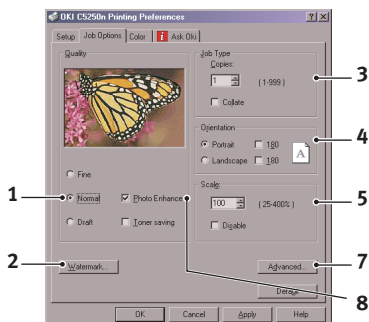 OKI C5250n Printing Preferences
Setup Job Options Color Ask Oki
Quality
Job Type
Copies:
1 (1-999)
3
Collate
Orientation
Portrait 180
4
Landscape 180
A
Fine
Scale:
1
Normal
Photo Enhance
100 (25-400%)
5
Draft
Toner saving
Disable
2
Watermark...
Advanced...
7
Default
8
OK Cancel Apply Help